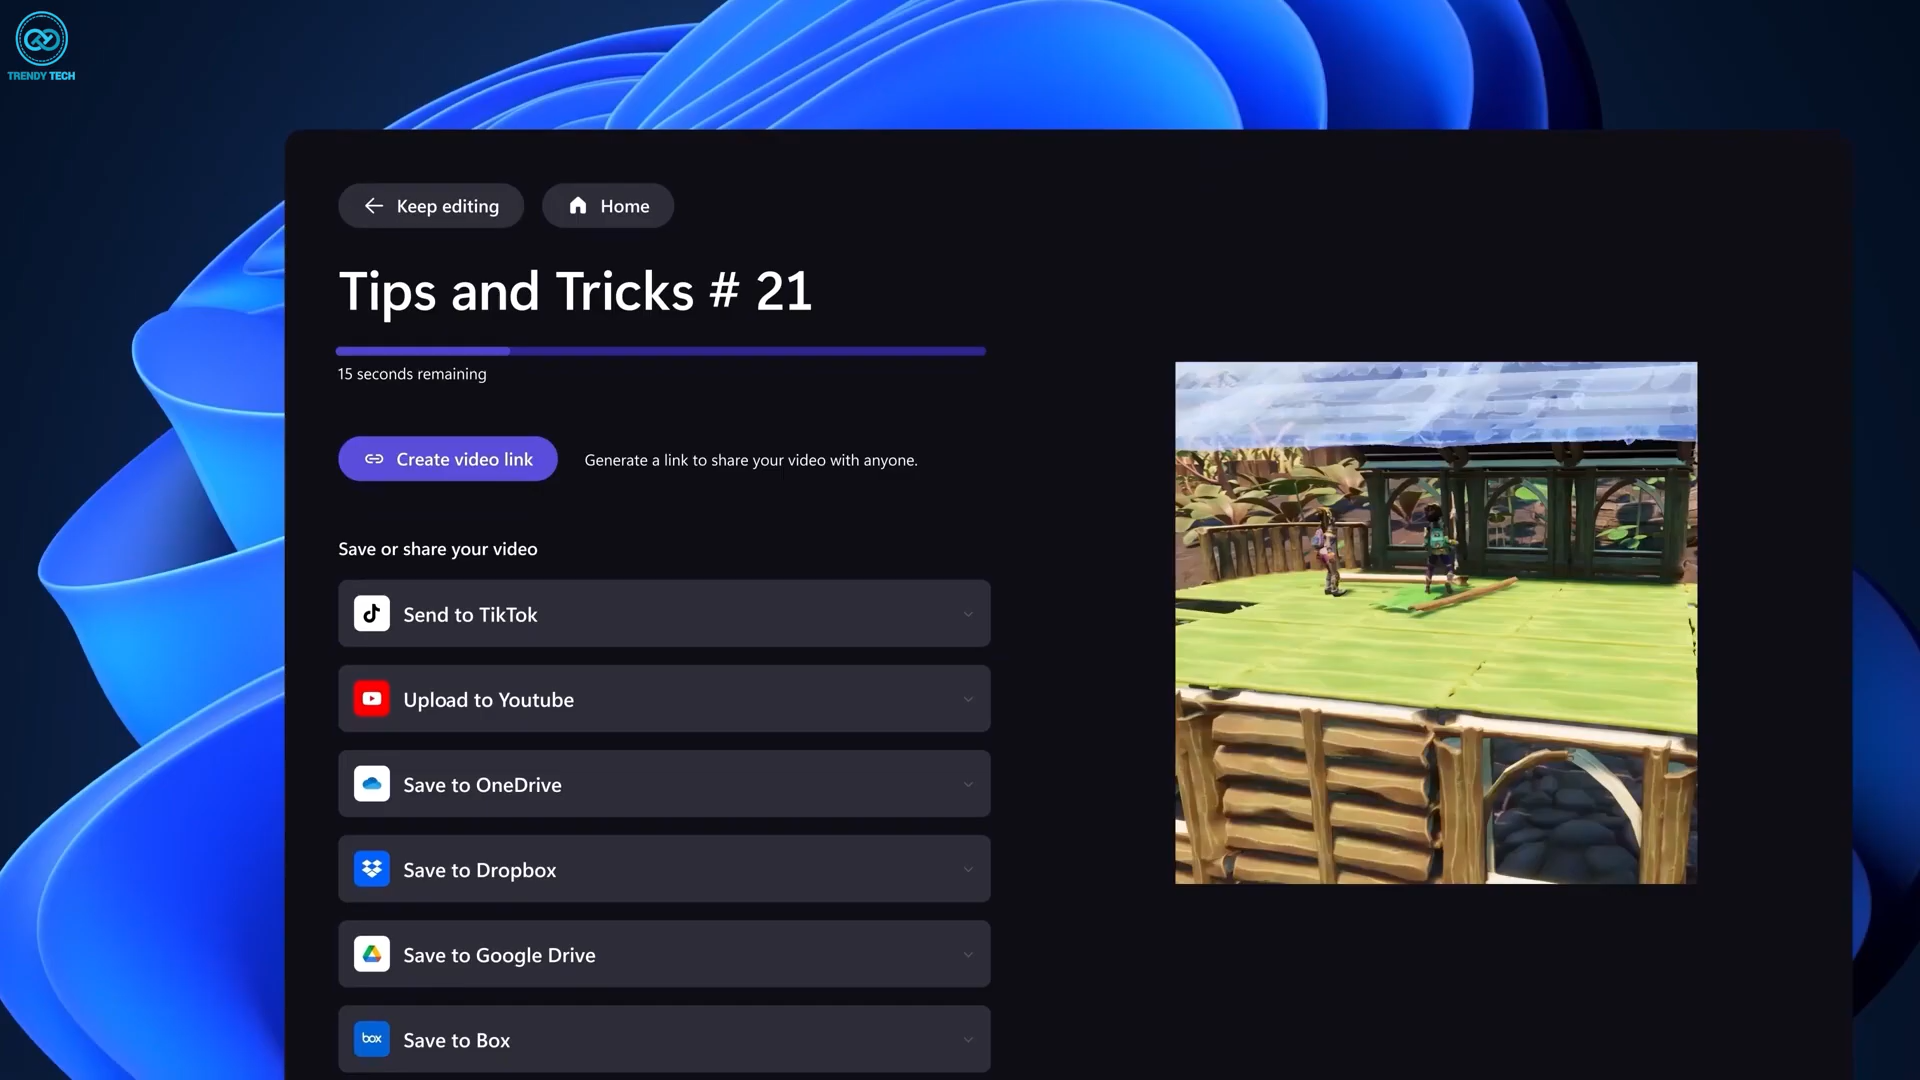 TRENDY TECH
Keep editing
Home
Tips and Tricks # 21
15 seconds remaining
Create video link
Generate a link to share your video with anyone.
Save or share your video
Send to TikTok
Upload to Youtube
Save to OneDrive
Save to Dropbox
Save to Google Drive
box
Save to Box